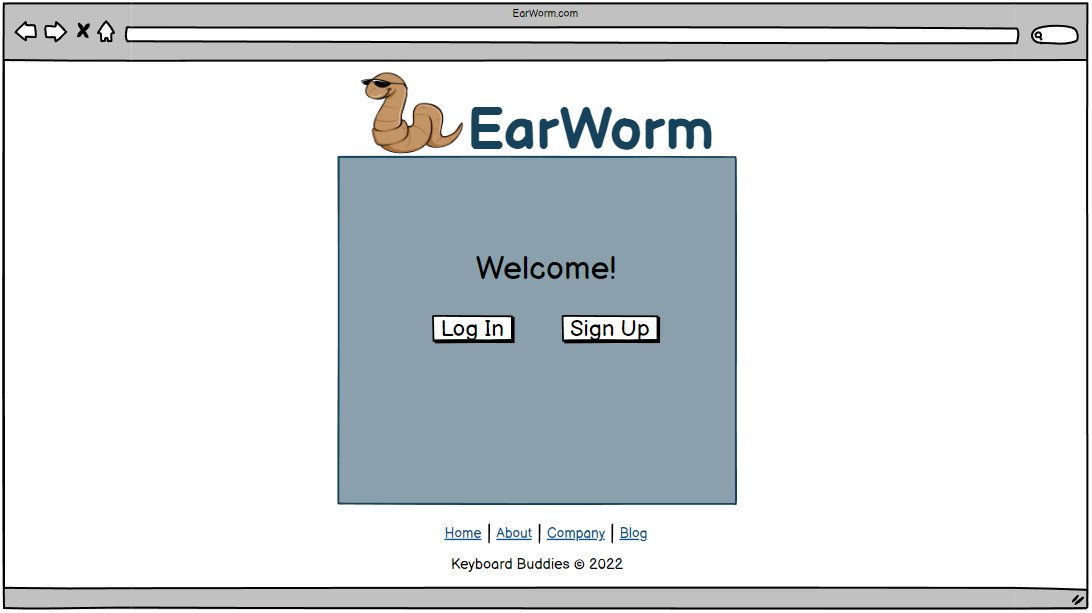 EarWorm.com
EarWorm
Welcome!
Log In
Sign Up
Home | About | Company | Blog
Keyboard Buddies © 2022